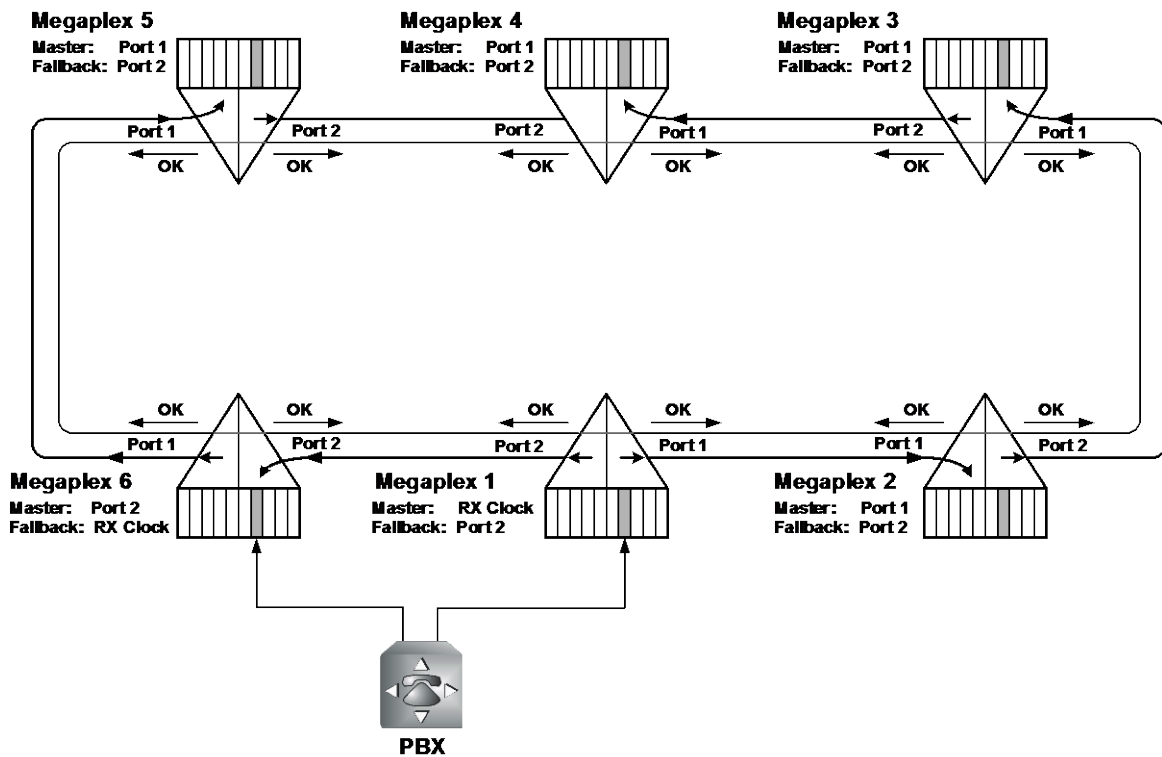 Megaplex 5
Master: Port 1
Fallback: Port 2
Megaplex 4
Master: Port 1
Fallback: Port 2
Megaplex 3
Master: Port 1
Fallback: Port 2
Port 1
Port 2
Port 2
Port 1
Port 2
Port 1
OK
OK
OK
OK
OK
OK
OK
OK
OK
OK
OK
OK
Port 1
Port 2
Port 2
Port 1
Port 1
Port 2
Megaplex 6
Master: Port 2
Fallback: RX Clock
Megaplex 1
Master: RX Clock
Fallback: Port 2
Megaplex 2
Master: Port 1
Fallback: Port 2
PBX